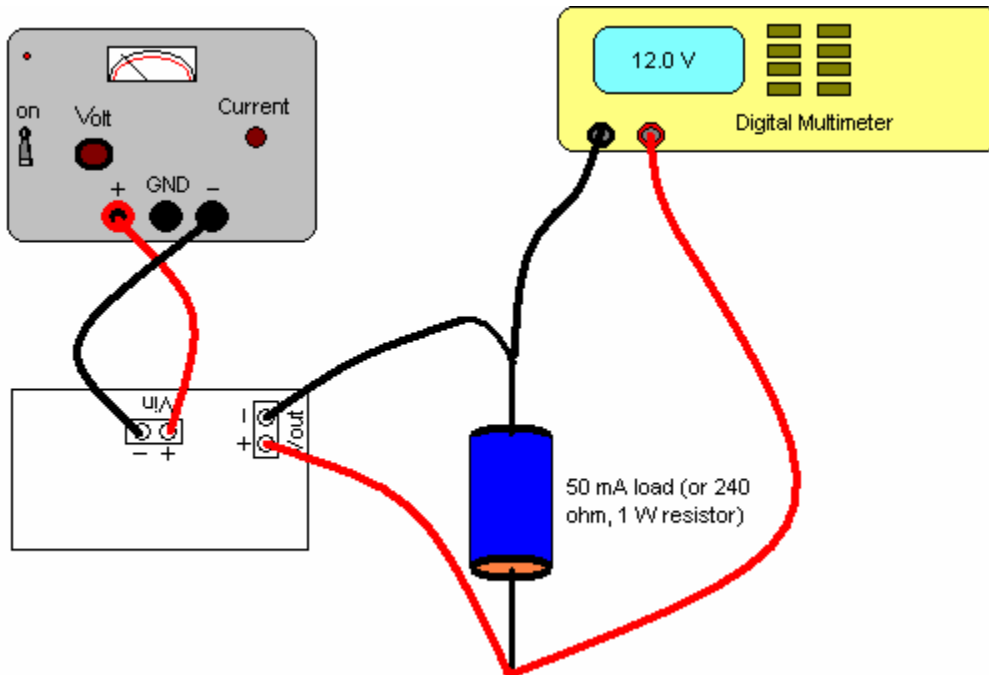 on
Volt
Current
+
GND
-
12.0 V
Digital Multimeter
Vin
-
+
-
+
Vout
50 mA load (or 240
ohm, 1 W resistor)